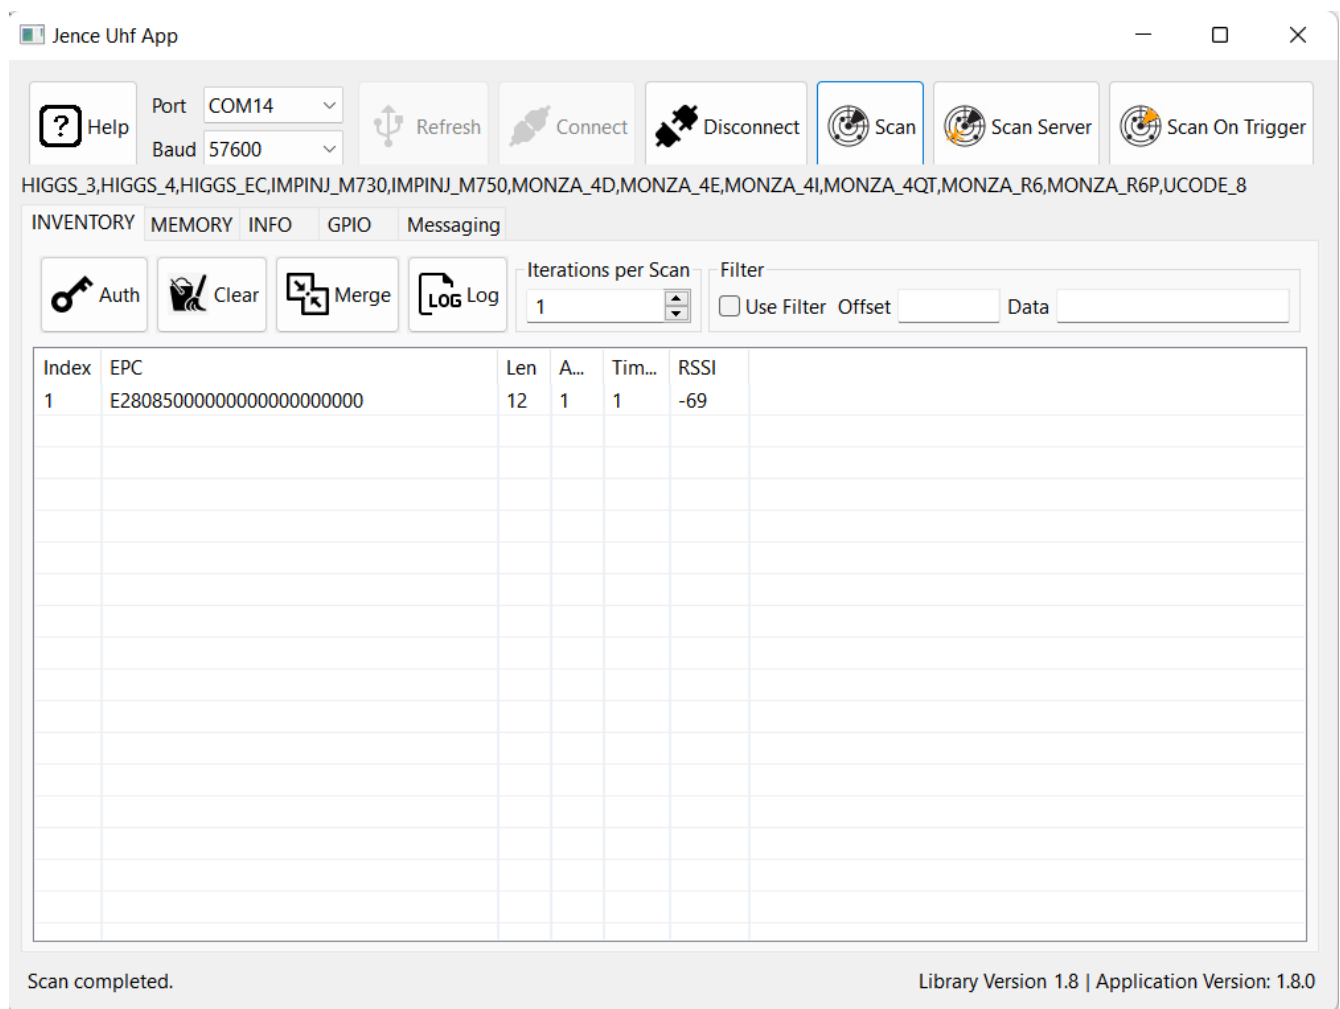 Jence Uhf App
Help
Port COM14
Baud 57600
Refresh
Connect
Disconnect
Scan
Scan Server
Scan On Trigger
HIGGS_3,HIGGS_4,HIGGS_EC,IMPINJ_M730,IMPINJ_M750,MONZA_4D,MONZA_4E,MONZA_4I,MONZA_4QT,MONZA_R6,MONZA_R6P,UCODE_8
INVENTORY MEMORY INFO GPIO Messaging
Auth
Clear
Merge
LOG Log
Iterations per Scan
1
Filter
Use Filter Offset Data
Index EPC Len A... Tim... RSSI
1 E28085000000000000000000 12 1 1 -69
Scan completed.
Library Version 1.8 | Application Version: 1.8.0